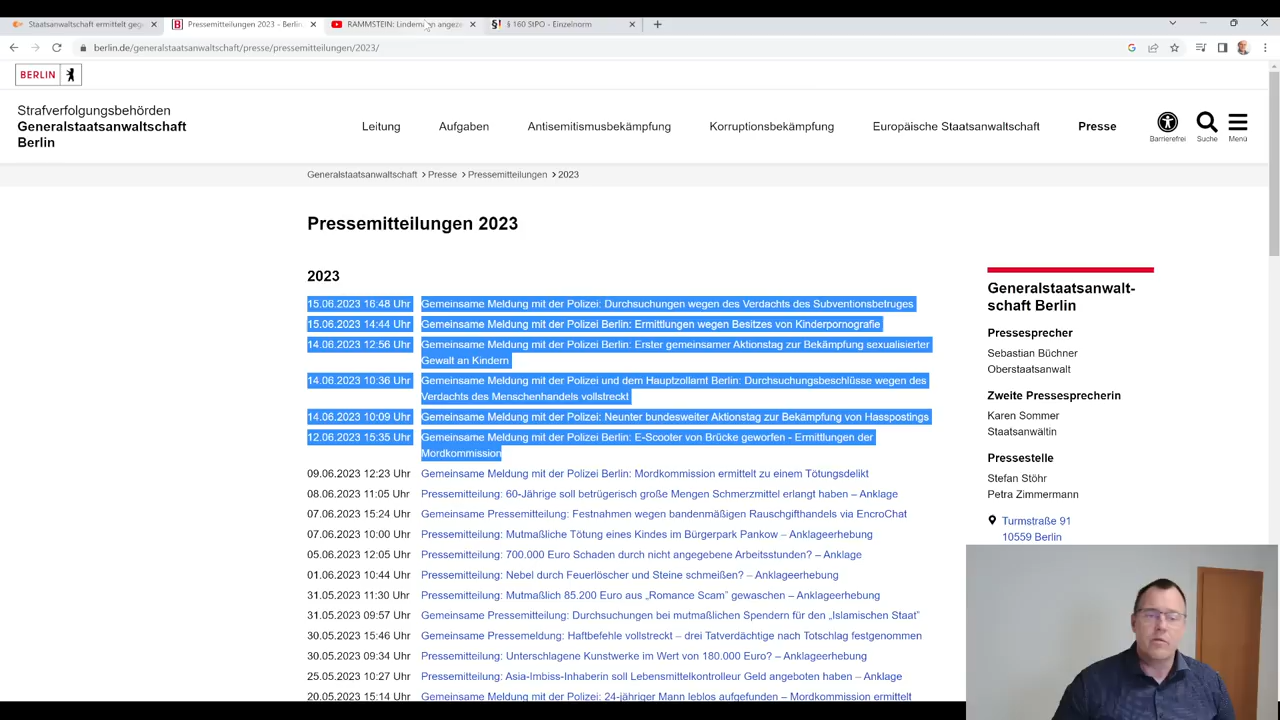 Staatsanwaltschaft ermittelt geg
Pressemitteilungen 2023 - Berlin
RAMMSTEIN: Lindemann angeze
§ 160 StPO - Einzelnorm
berlin.de/generalstaatsanwaltschaft/presse/pressemitteilungen/2023/
BERLIN
Strafverfolgungsbehörden
Generalstaatsanwaltschaft
Berlin
Leitung
Aufgaben
Antisemitismusbekämpfung
Korruptionsbekämpfung
Europäische Staatsanwaltschaft
Presse
Barrierefrei
Suche
Menü
Generalstaatsanwaltschaft > Presse > Pressemitteilungen > 2023
Pressemitteilungen 2023
2023
15.06.2023 16:48 Uhr Gemeinsame Meldung mit der Polizei: Durchsuchungen wegen des Verdachts des Subventionsbetruges
15.06.2023 14:44 Uhr Gemeinsame Meldung mit der Polizei Berlin: Ermittlungen wegen Besitzes von Kinderpornografie
14.06.2023 12:56 Uhr Gemeinsame Meldung mit der Polizei Berlin: Erster gemeinsamer Aktionstag zur Bekämpfung sexualisierter
Gewalt an Kindern
14.06.2023 10:36 Uhr Gemeinsame Meldung mit der Polizei und dem Hauptzollamt Berlin: Durchsuchungsbeschlüsse wegen des
Verdachts des Menschenhandels vollstreckt
14.06.2023 10:09 Uhr Gemeinsame Meldung mit der Polizei: Neunter bundesweiter Aktionstag zur Bekämpfung von Hasspostings
12.06.2023 15:35 Uhr Gemeinsame Meldung mit der Polizei Berlin: E-Scooter von Brücke geworfen - Ermittlungen der
Mordkommission
09.06.2023 12:23 Uhr Gemeinsame Meldung mit der Polizei Berlin: Mordkommission ermittelt zu einem Tötungsdelikt
08.06.2023 11:05 Uhr Pressemitteilung: 60-Jährige soll betrügerisch große Mengen Schmerzmittel erlangt haben – Anklage
07.06.2023 15:24 Uhr Gemeinsame Pressemitteilung: Festnahmen wegen bandenmäßigen Rauschgifthandels via EncroChat
07.06.2023 10:00 Uhr Pressemitteilung: Mutmaßliche Tötung eines Kindes im Bürgerpark Pankow – Anklageerhebung
05.06.2023 12:05 Uhr Pressemitteilung: 700.000 Euro Schaden durch nicht angegebene Arbeitsstunden? – Anklage
01.06.2023 10:44 Uhr Pressemitteilung: Nebel durch Feuerlöscher und Steine schmeißen? – Anklageerhebung
31.05.2023 11:30 Uhr Pressemitteilung: Mutmaßlich 85.200 Euro aus „Romance Scam” gewaschen – Anklageerhebung
31.05.2023 09:57 Uhr Gemeinsame Pressemitteilung: Durchsuchungen bei mutmaßlichen Spendern für den „Islamischen Staat”
30.05.2023 15:46 Uhr Gemeinsame Pressemeldung: Haftbefehle vollstreckt – drei Tatverdächtige nach Totschlag festgenommen
30.05.2023 09:34 Uhr Pressemitteilung: Unterschlagene Kunstwerke im Wert von 180.000 Euro? – Anklageerhebung
25.05.2023 10:27 Uhr Pressemitteilung: Asia-Imbiss-Inhaberin soll Lebensmittelkontrolleur Geld angeboten haben – Anklage
20.05.2023 15:14 Uhr Gemeinsame Meldung mit der Polizei: 24-jähriger Mann leblos aufgefunden – Mordkommission ermittelt
Generalstaatsanwalt-
schaft Berlin
Pressesprecher
Sebastian Büchner
Oberstaatsanwalt
Zweite Pressesprecherin
Karen Sommer
Staatsanwältin
Pressestelle
Stefan Stöhr
Petra Zimmermann
Turmstraße 91
10559 Berlin